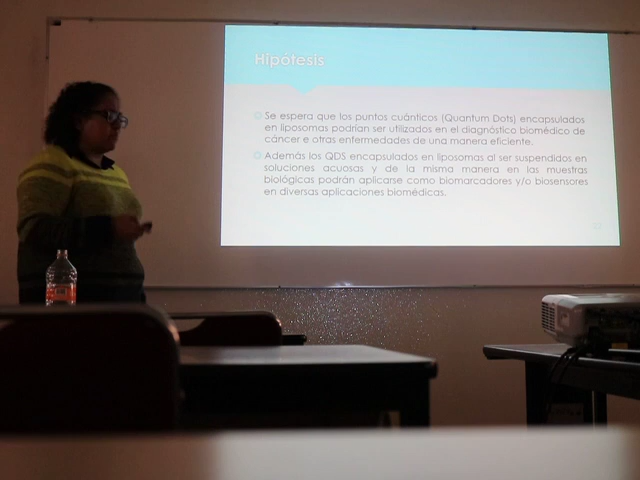 Hipótesis
Se espera que los puntos cuánticos (Quantum Dots) encapsulados
en liposomas podrían ser utilizados en el diagnóstico biomédico de
cáncer e otras enfermedades de una manera eficiente.
Además los QDS encapsulados en liposomas al ser suspendidos en
soluciones acuosas y de la misma manera en las muestras
biológicas podrán aplicarse como biomarcadores y/o biosensores
en diversas aplicaciones biomédicas.